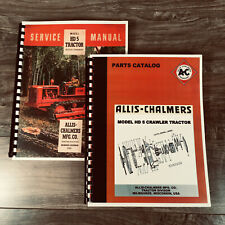 SERVICE MANUAL
MODEL
HD 5
TRACTOR
ALLIS-
CHALMERS
MFG. CO.
PARTS CATALOG
ALLIS-CHALMERS
MODEL HD 5 CRAWLER TRACTOR
ALLIS-CHALMERS MFG. CO.
TRACTOR DIVISION
MILWAUKEE, WISCONSIN, USA